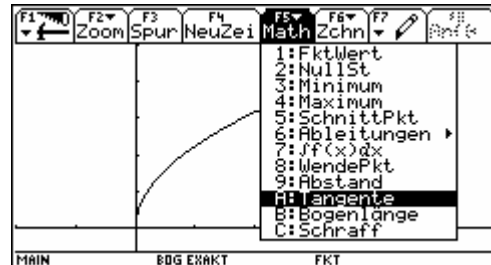 F1 F2 Zoom F3 Spur F4 NeuZei F5 Math F6 Zchn F7
1:FktWert
2:NullSt
3:Minimum
4:Maximum
5:SchnittPkt
6:Ableitungen
7:∫f(x)dx
8:WendePkt
9:Abstand
A:Tangente
B:Bogenlänge
C:Schraff
MAIN BOG EXAKT FKT